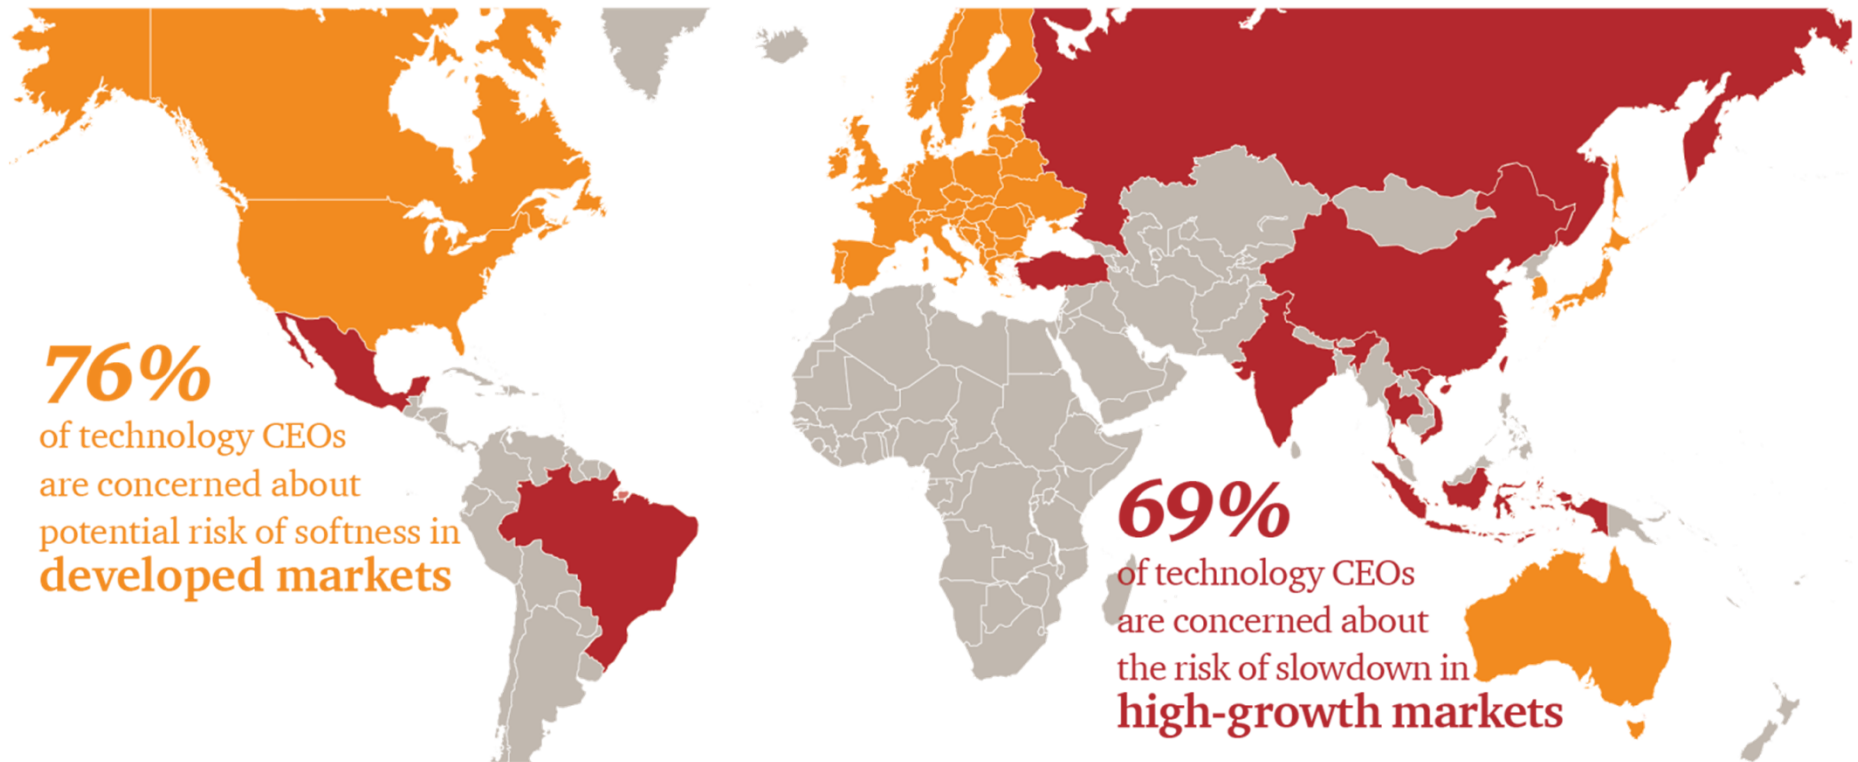 76%
of technology CEOs
are concerned about
potential risk of softness in
developed markets
69%
of technology CEOs
are concerned about
the risk of slowdown in
high-growth markets